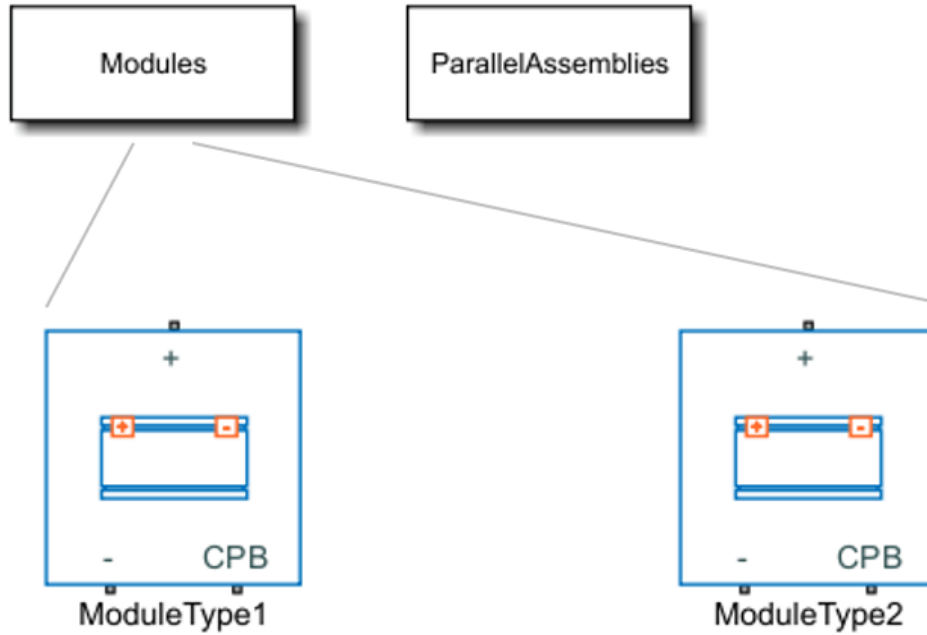 Modules
ParallelAssemblies
+
+
+ -
+ -
- CPB
- CPB
ModuleType1
ModuleType2